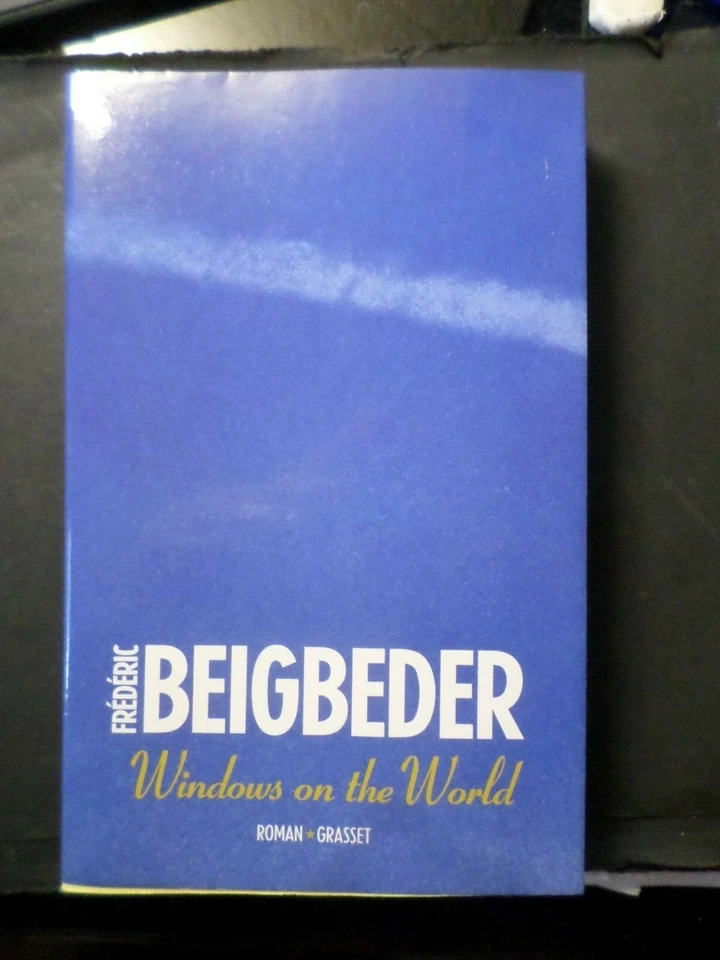 FRÉDÉRIC
BEIGBEDER
Windows on the World
ROMAN ★ GRASSET